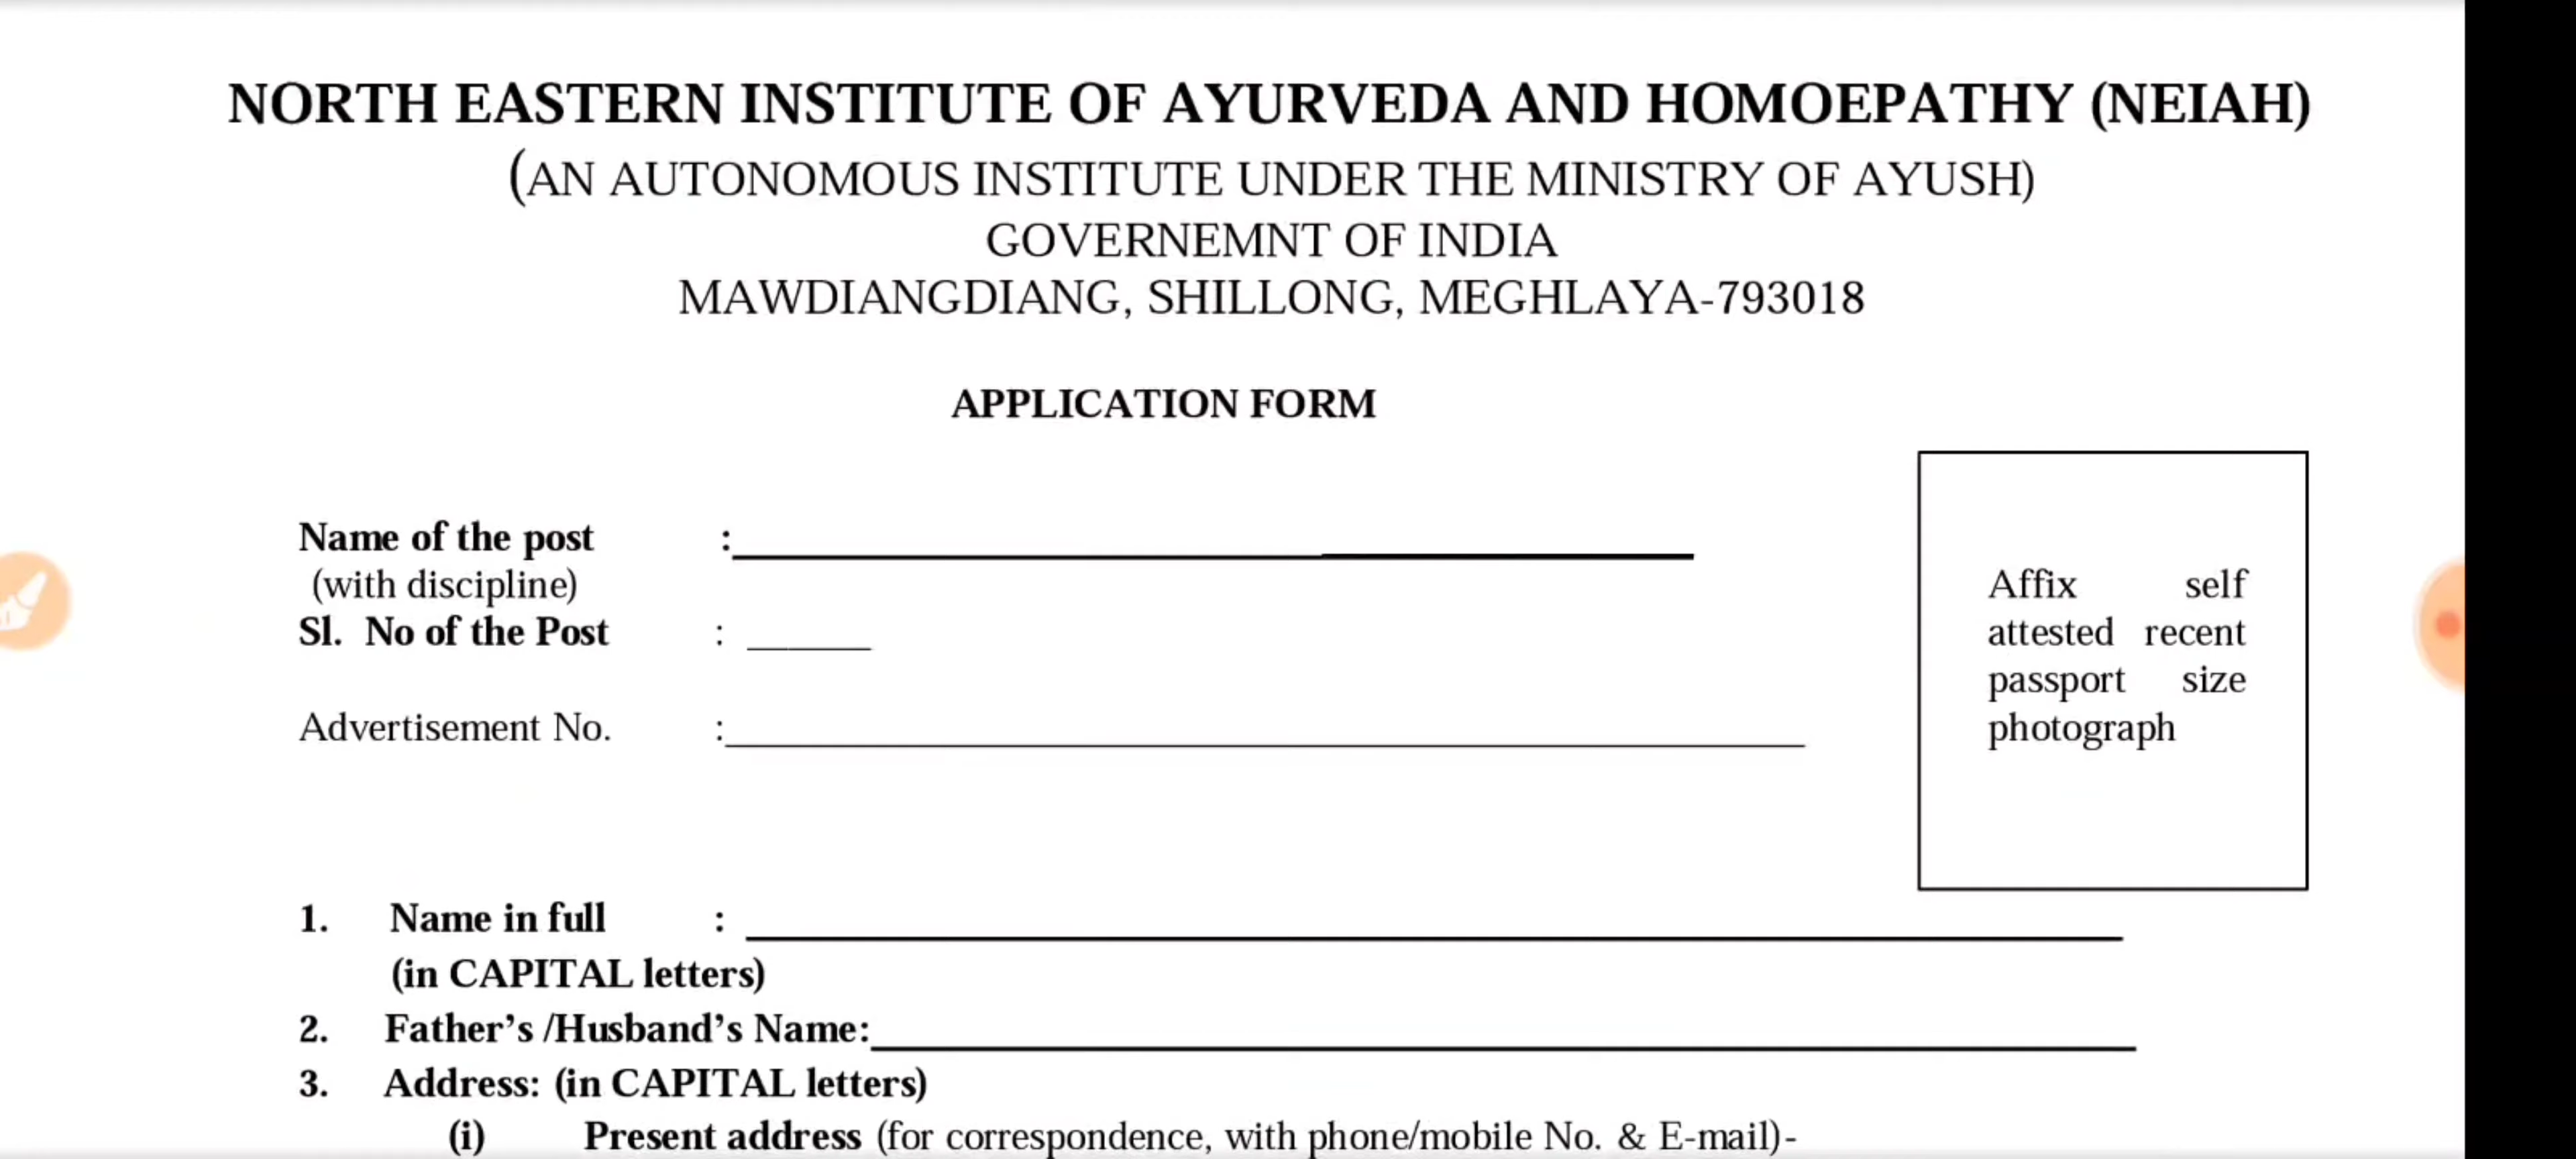 NORTH EASTERN INSTITUTE OF AYURVEDA AND HOMOEPATHY (NEIAH)
(AN AUTONOMOUS INSTITUTE UNDER THE MINISTRY OF AYUSH)
GOVERNEMNT OF INDIA
MAWDIANGDIANG, SHILLONG, MEGHLAYA-793018
APPLICATION FORM
Name of the post :
(with discipline)
Sl. No of the Post :
Advertisement No. :
Affix self
attested recent
passport size
photograph
1. Name in full :
(in CAPITAL letters)
2. Father’s /Husband’s Name:
3. Address: (in CAPITAL letters)
(i) Present address (for correspondence, with phone/mobile No. & E-mail)-